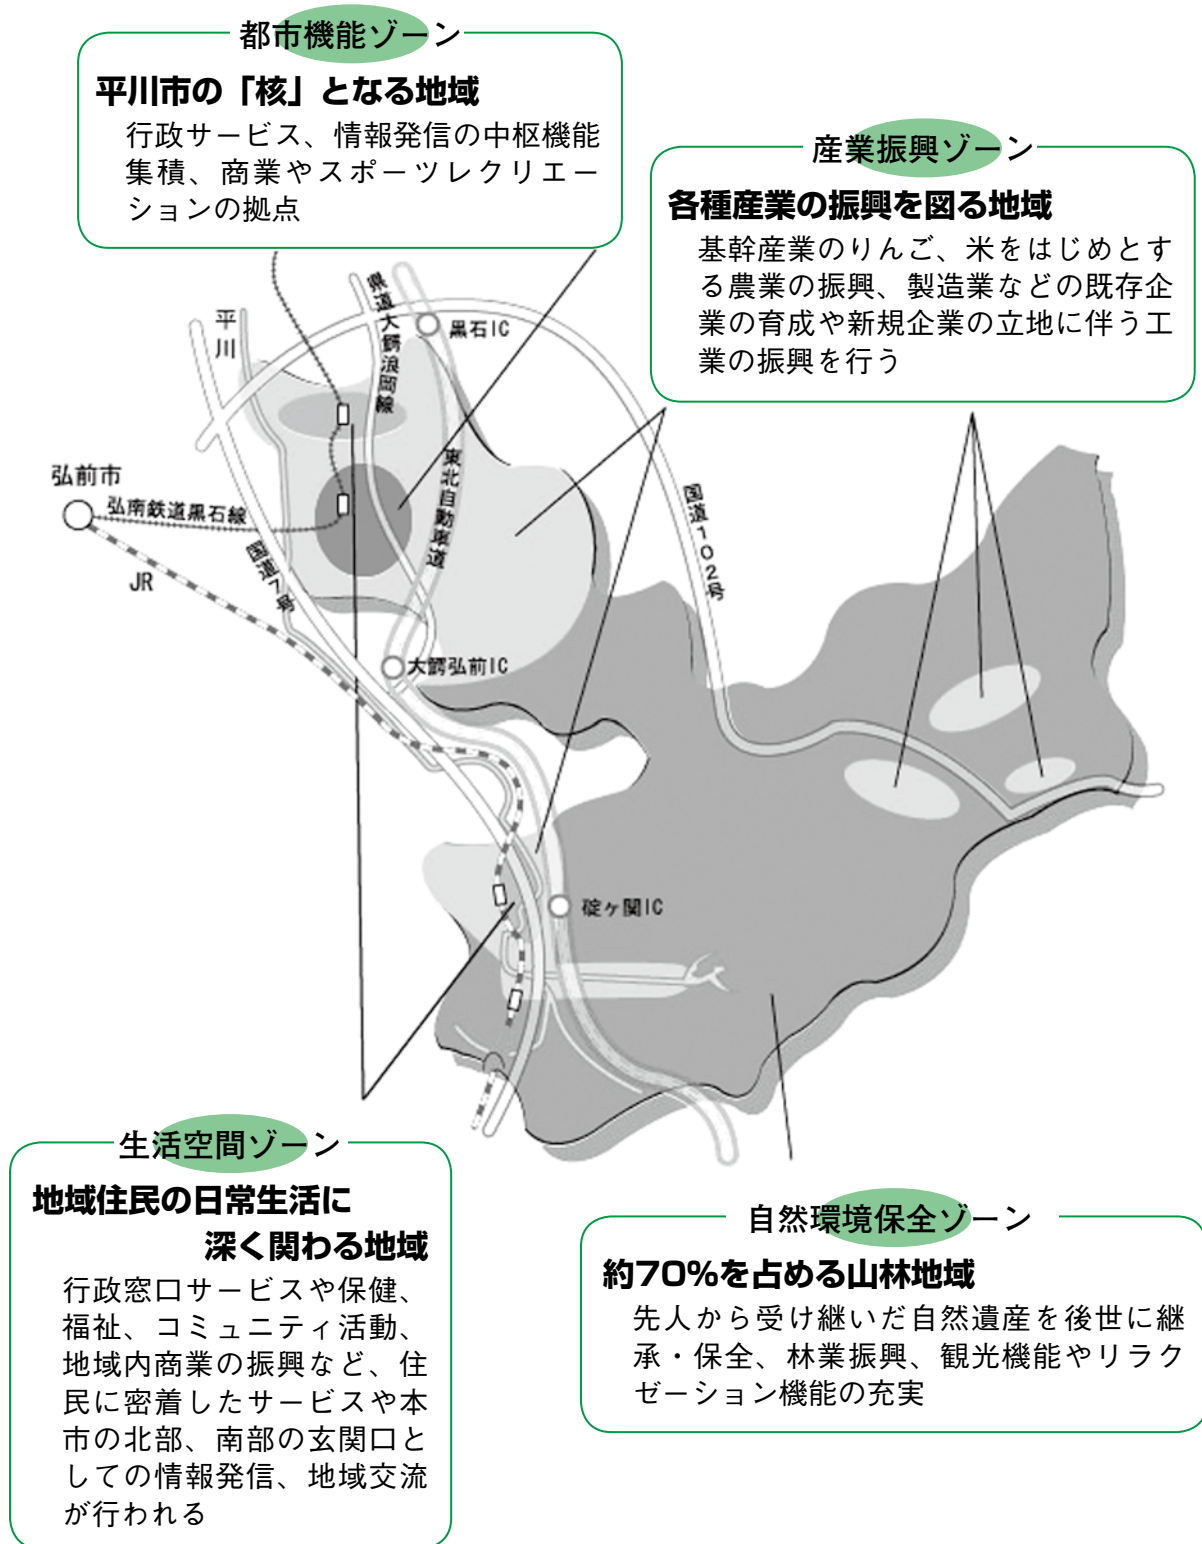 都市機能ゾーン
平川市の「核」となる地域
行政サービス、情報発信の中枢機能
集積、商業やスポーツレクリエー
ションの拠点
産業振興ゾーン
各種産業の振興を図る地域
基幹産業のりんご、米をはじめとす
る農業の振興、製造業などの既存企
業の育成や新規企業の立地に伴う工
業の振興を行う
平川
県道大鰐浪岡線
黒石IC
東北自動車道
国道102号
弘前市
弘南鉄道黒石線
国道7号
JR
大鰐弘前IC
碇ヶ関IC
生活空間ゾーン
地域住民の日常生活に
深く関わる地域
行政窓口サービスや保健、
福祉、コミュニティ活動、
地域内商業の振興など、住
民に密着したサービスや本
市の北部、南部の玄関口と
しての情報発信、地域交流
が行われる
自然環境保全ゾーン
約70%を占める山林地域
先人から受け継いだ自然遺産を後世に継
承・保全、林業振興、観光機能やリラク
ゼーション機能の充実